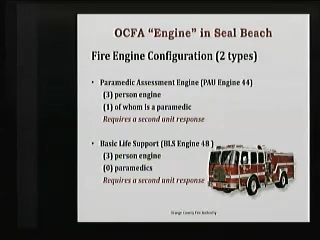 OCFA “Engine” in Seal Beach
Fire Engine Configuration (2 types)
• Paramedic Assessment Engine (PAU Engine 44)
(3) person engine
(1) of whom is a paramedic
Requires a second unit response
• Basic Life Support (BLS Engine 48 )
(3) person engine
(0) paramedics
Requires a second unit response
Orange County Fire Authority